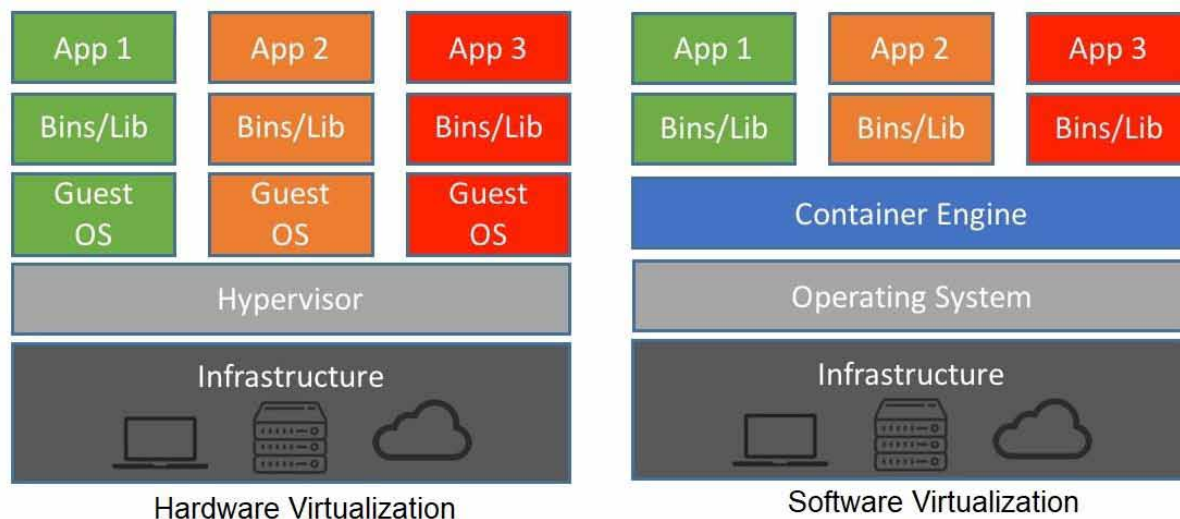 App 1
App 2
App 3
Bins/Lib
Bins/Lib
Bins/Lib
Guest
OS
Guest
OS
Guest
OS
Hypervisor
Infrastructure
Hardware Virtualization
App 1
App 2
App 3
Bins/Lib
Bins/Lib
Bins/Lib
Container Engine
Operating System
Infrastructure
Software Virtualization